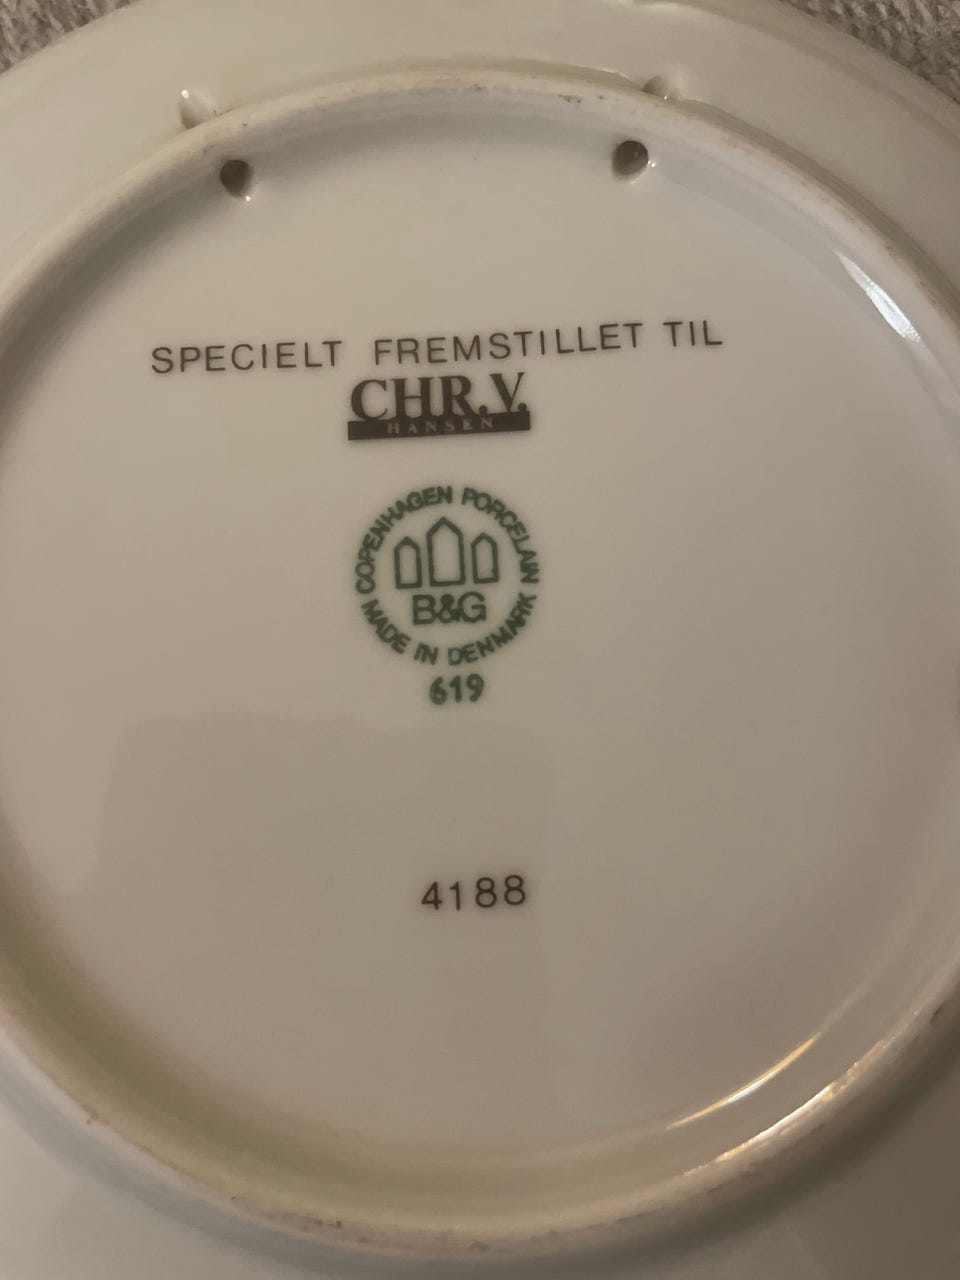 SPECIELT FREMSTILLET TIL
CHR.V.
HANSEN
COPENHAGEN PORCELAIN
B&G
MADE IN DENMARK
619
4188